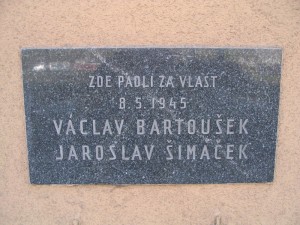 ZDE PADLI ZA VLAST
8.5.1945
VÁCLAV BARTOUŠEK
JAROSLAV ŠIMÁČEK